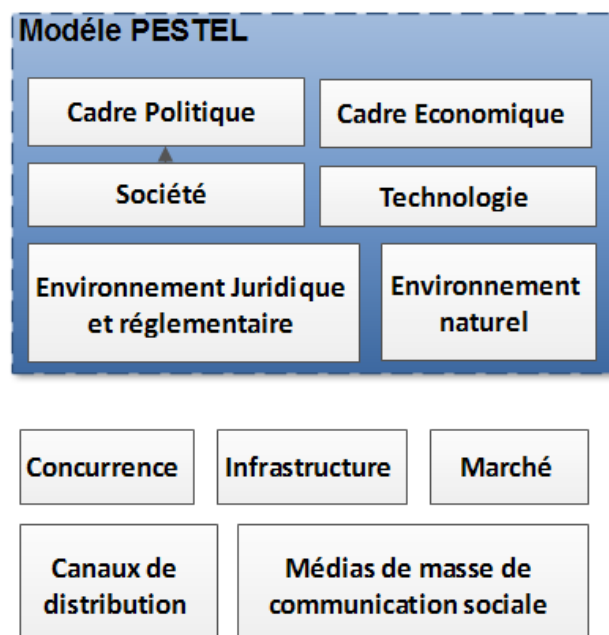 Modéle PESTEL
Cadre Politique
Cadre Economique
Société
Technologie
Environnement Juridique
et réglementaire
Environnement
naturel
Concurrence
Infrastructure
Marché
Canaux de
distribution
Médias de masse de
communication sociale